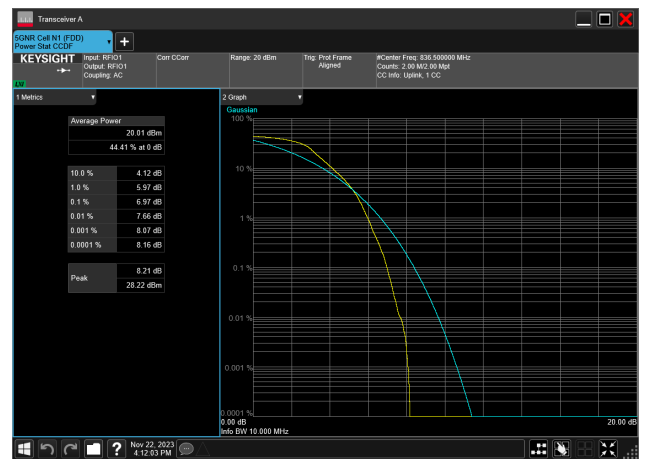 Transceiver A
5GNR Cell N1 (FDD)
Power Stat CCDF
KEYSIGHT
Input: RFIO1
Output: RFIO1
Coupling: AC
Corr CCorr
Range: 20 dBm
Trig: Prot Frame
Aligned
#Center Freq: 836.500000 MHz
Counts: 2.00 M/2.00 Mpt
CC Info: Uplink, 1 CC
1 Metrics
Average Power
20.01 dBm
44.41 % at 0 dB
10.0 % 4.12 dB
1.0 % 5.97 dB
0.1 % 6.97 dB
0.01 % 7.66 dB
0.001 % 8.07 dB
0.0001 % 8.16 dB
Peak
8.21 dB
28.22 dBm
2 Graph
Gaussian
100 %
10 %
1 %
0.1 %
0.01 %
0.001 %
0.0001 %
0.00 dB
20.00 dB
Info BW 10.000 MHz
Nov 22, 2023
4:12:03 PM